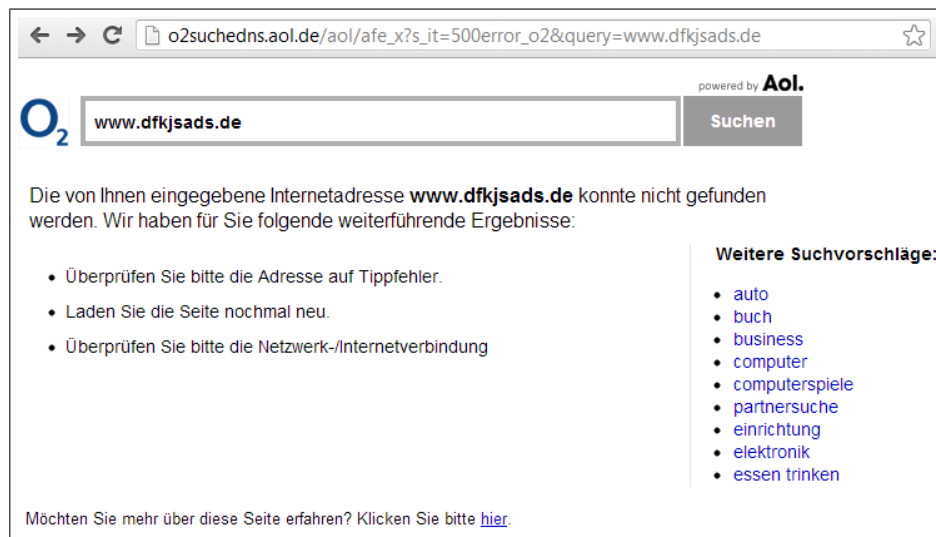 o2suchedns.aol.de/aol/afe_x?s_it=500error_o2&query=www.dfkjsads.de
powered by Aol.
O2
www.dfkjsads.de
Suchen
Die von Ihnen eingegebene Internetadresse www.dfkjsads.de konnte nicht gefunden
werden. Wir haben für Sie folgende weiterführende Ergebnisse:
• Überprüfen Sie bitte die Adresse auf Tippfehler.
• Laden Sie die Seite nochmal neu.
• Überprüfen Sie bitte die Netzwerk-/Internetverbindung
Weitere Suchvorschläge:
• auto
• buch
• business
• computer
• computerspiele
• partnersuche
• einrichtung
• elektronik
• essen trinken
Möchten Sie mehr über diese Seite erfahren? Klicken Sie bitte hier.